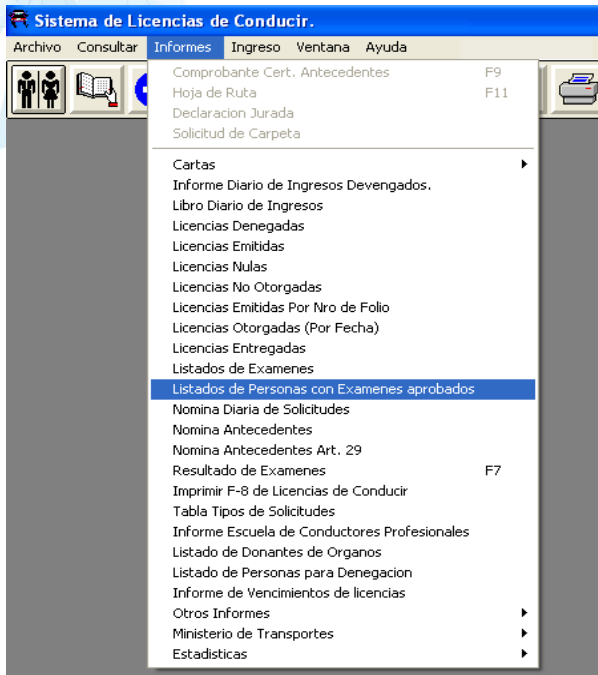 Sistema de Licencias de Conducir.
Archivo Consultar Informes Ingreso Ventana Ayuda
Comprobante Cert. Antecedentes F9
Hoja de Ruta F11
Declaracion Jurada
Solicitud de Carpeta
Cartas
Informe Diario de Ingresos Devengados.
Libro Diario de Ingresos
Licencias Denegadas
Licencias Emitidas
Licencias Nulas
Licencias No Otorgadas
Licencias Emitidas Por Nro de Folio
Licencias Otorgadas (Por Fecha)
Licencias Entregadas
Listados de Examenes
Listados de Personas con Examenes aprobados
Nomina Diaria de Solicitudes
Nomina Antecedentes
Nomina Antecedentes Art. 29
Resultado de Examenes F7
Imprimir F-8 de Licencias de Conducir
Tabla Tipos de Solicitudes
Informe Escuela de Conductores Profesionales
Listado de Donantes de Organos
Listado de Personas para Denegacion
Informe de Vencimientos de licencias
Otros Informes
Ministerio de Transportes
Estadisticas